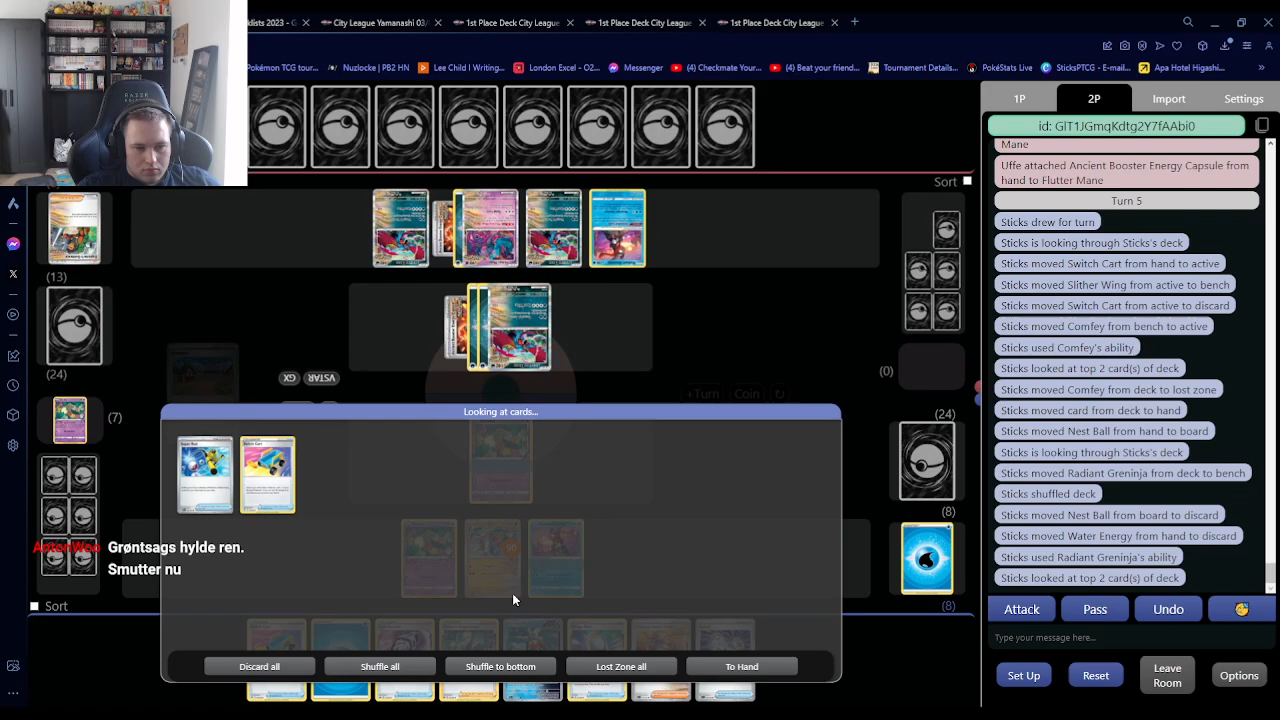 klists 2023 - G
City League Yamanashi 03/
1st Place Deck City League
1st Place Deck City League
1st Place Deck City League
Pokémon TCG tour...
Nuzlocke | PB2 HN
Lee Child I Writing...
London Excel - O2...
Messenger
(4) Checkmate Your...
(4) Beat your friend...
Tournament Details...
PokéStats Live
SticksPTCG - E-mail...
Apa Hotel Higashi...
1P
2P
Import
Settings
id: GlT1JGmqKdtg2Y7fAAbi0
Mane
Uffe attached Ancient Booster Energy Capsule from
hand to Flutter Mane
Turn 5
Sticks drew for turn
Sticks is looking through Sticks's deck
Sticks moved Switch Cart from hand to active
Sticks moved Slither Wing from active to bench
Sticks moved Switch Cart from active to discard
Sticks moved Comfey from bench to active
Sticks used Comfey's ability
Sticks looked at top 2 card(s) of deck
Sticks moved Comfey from deck to lost zone
Sticks moved card from deck to hand
Sticks moved Nest Ball from hand to board
Sticks is looking through Sticks's deck
Sticks moved Radiant Greninja from deck to bench
Sticks shuffled deck
Sticks moved Nest Ball from board to discard
Sticks moved Water Energy from hand to discard
Sticks used Radiant Greninja's ability
Sticks looked at top 2 card(s) of deck
Attack
Pass
Undo
Type your message here...
Set Up
Reset
Leave
Room
Options
Sort
(13)
(24)
(7)
(0)
(24)
(8)
(8)
GX
VSTAR
+Turn
Coin
Looking at cards...
Super Rod
Switch Cart
50
AntonWoo Grøntsags hylde ren.
Smutter nu
Sort
Discard all
Shuffle all
Shuffle to bottom
Lost Zone all
To Hand